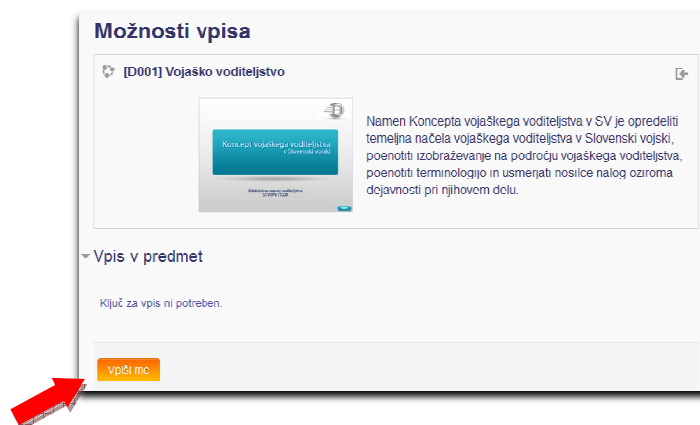 Možnosti vpisa
[D001] Vojaško voditeljstvo
Koncept vojaškega voditeljstva
v Slovenski vojski
Namen Koncepta vojaškega voditeljstva v SV je opredeliti
temeljna načela vojaškega voditeljstva v Slovenski vojski,
poenotiti izobraževanje na področju vojaškega voditeljstva,
poenotiti terminologijo in usmerjati nosilce nalog oziroma
dejavnosti pri njihovem delu.
Vpis v predmet
Ključ za vpis ni potreben.
Vpiši me